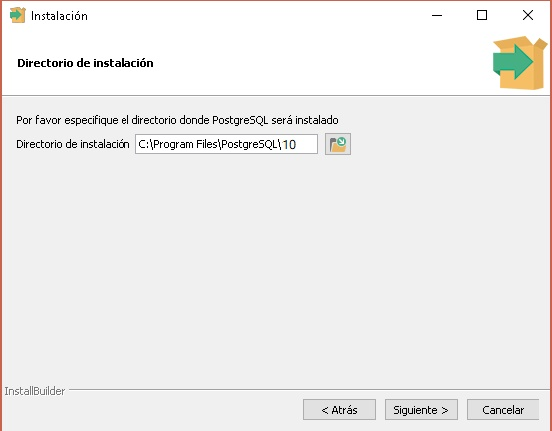 Instalación
Directorio de instalación
Por favor especifique el directorio donde PostgreSQL será instalado
Directorio de instalación C:\Program Files\PostgreSQL\10
InstallBuilder
< Atrás Siguiente > Cancelar